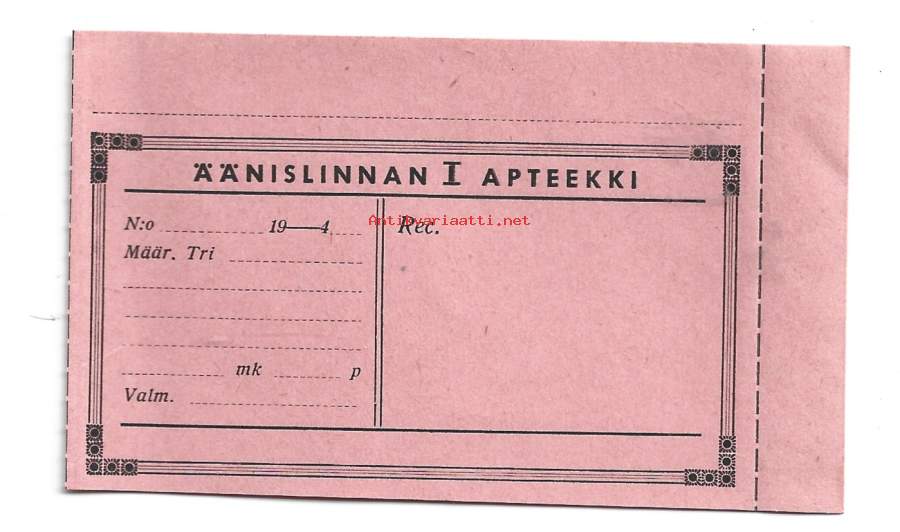 ÄÄNISLINNAN I APTEEKKI
N:o 19—4
Määr. Tri
mk p
Valm.
Rec.
Antikvariaatti.net